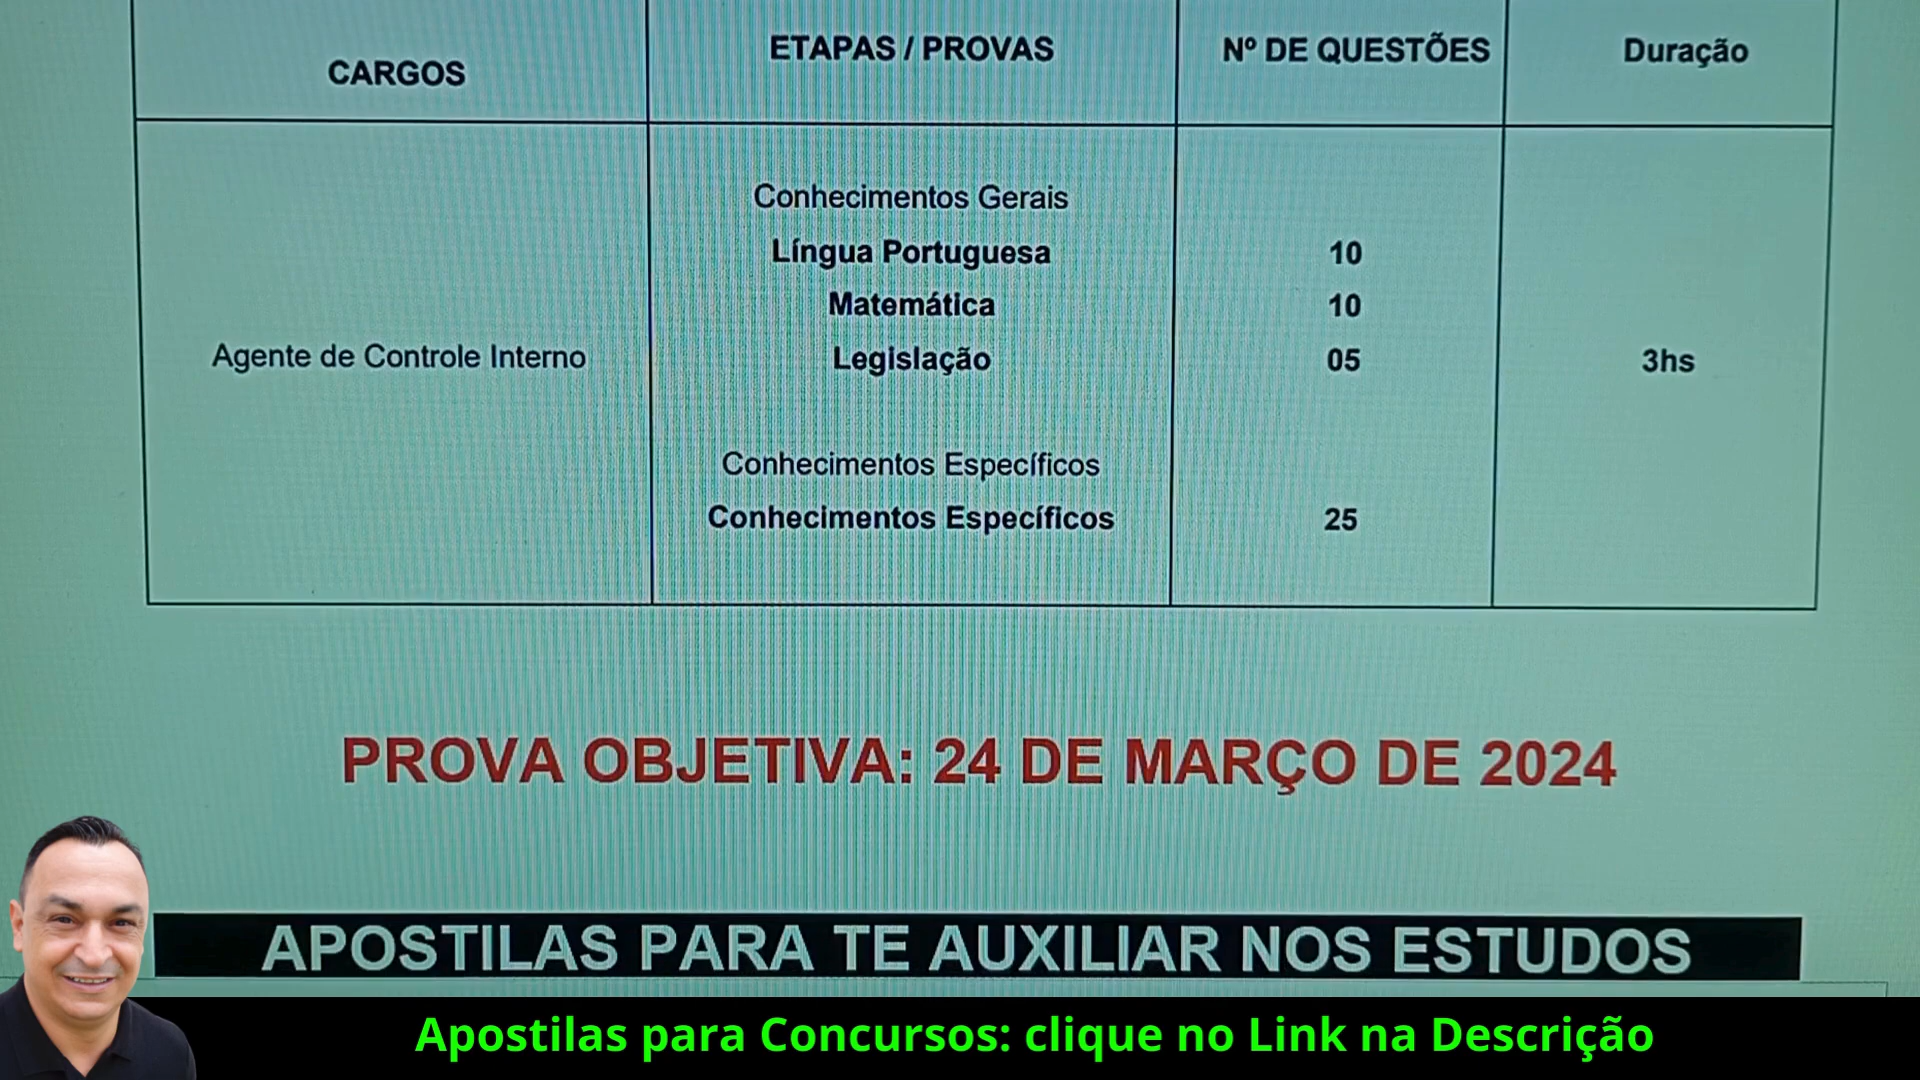 CARGOS
ETAPAS / PROVAS
Nº DE QUESTÕES
Duração
Conhecimentos Gerais
Língua Portuguesa 10
Matemática 10
Agente de Controle Interno Legislação 05 3hs
Conhecimentos Específicos
Conhecimentos Específicos 25
PROVA OBJETIVA: 24 DE MARÇO DE 2024
APOSTILAS PARA TE AUXILIAR NOS ESTUDOS
Apostilas para Concursos: clique no Link na Descrição